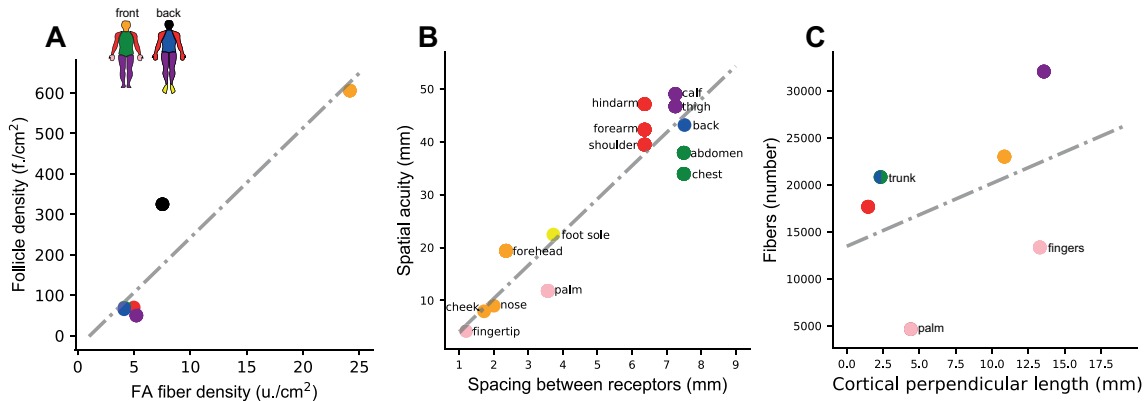 A
front
back
600
500
400
300
200
100
0
0
5
10
15
20
25
Follicle density (f./cm²)
FA fiber density (u./cm²)
B
50
40
30
20
10
1
2
3
4
5
6
7
8
9
Spatial acuity (mm)
Spacing between receptors (mm)
hindarm
calf
thigh
forearm
back
shoulder
abdomen
chest
foot sole
forehead
palm
cheek
nose
fingertip
C
30000
25000
20000
15000
10000
5000
0.0
2.5
5.0
7.5
10.0
12.5
15.0
17.5
Fibers (number)
Cortical perpendicular length (mm)
trunk
fingers
palm